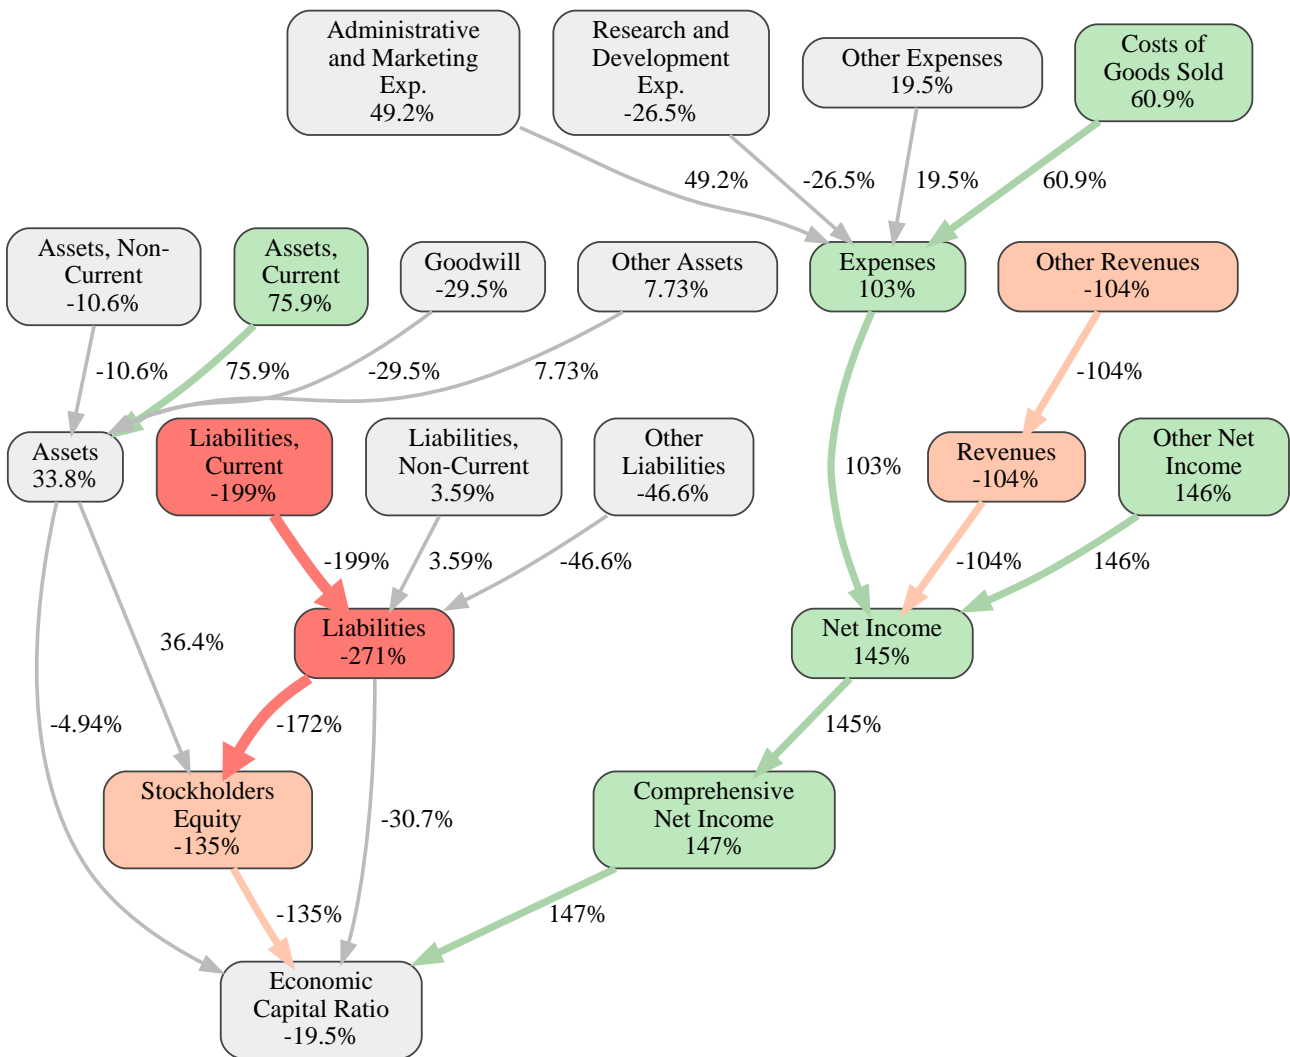 Administrative
and Marketing
Exp.
49.2%
Research and
Development
Exp.
-26.5%
Other Expenses
19.5%
Costs of
Goods Sold
60.9%
49.2%
-26.5%
19.5%
60.9%
Assets, Non-
Current
-10.6%
Assets,
Current
75.9%
Goodwill
-29.5%
Other Assets
7.73%
Expenses
103%
Other Revenues
-104%
-10.6%
75.9%
-29.5%
7.73%
-104%
Assets
33.8%
Liabilities,
Current
-199%
Liabilities,
Non-Current
3.59%
Other
Liabilities
-46.6%
103%
Revenues
-104%
Other Net
Income
146%
-199%
3.59%
-46.6%
-104%
146%
36.4%
Liabilities
-271%
Net Income
145%
-4.94%
-172%
145%
Stockholders
Equity
-135%
-30.7%
Comprehensive
Net Income
147%
-135%
147%
Economic
Capital Ratio
-19.5%